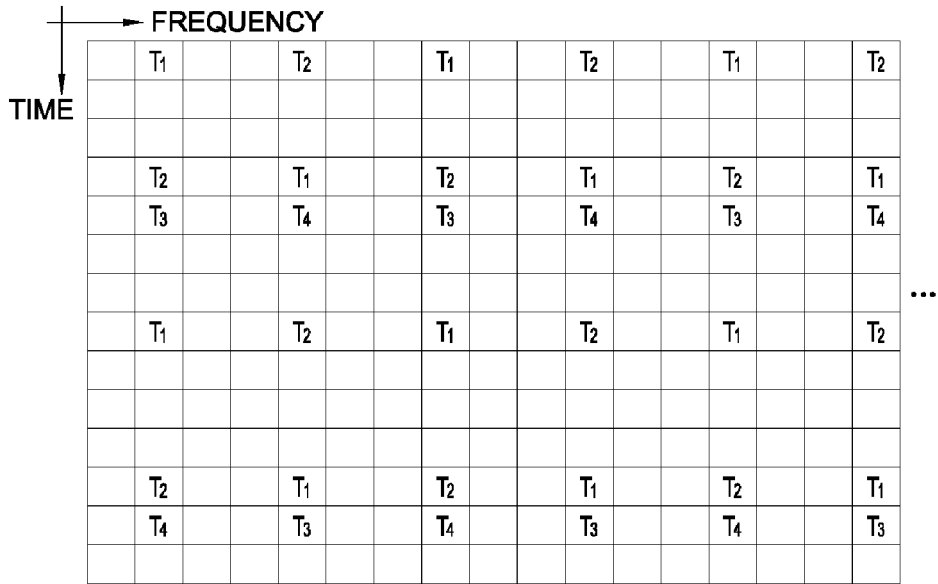 FREQUENCY
TIME
T1 T2 T1 T2 T1 T2
T2 T1 T2 T1 T2 T1
T3 T4 T3 T4 T3 T4
...
T1 T2 T1 T2 T1 T2
T2 T1 T2 T1 T2 T1
T4 T3 T4 T3 T4 T3